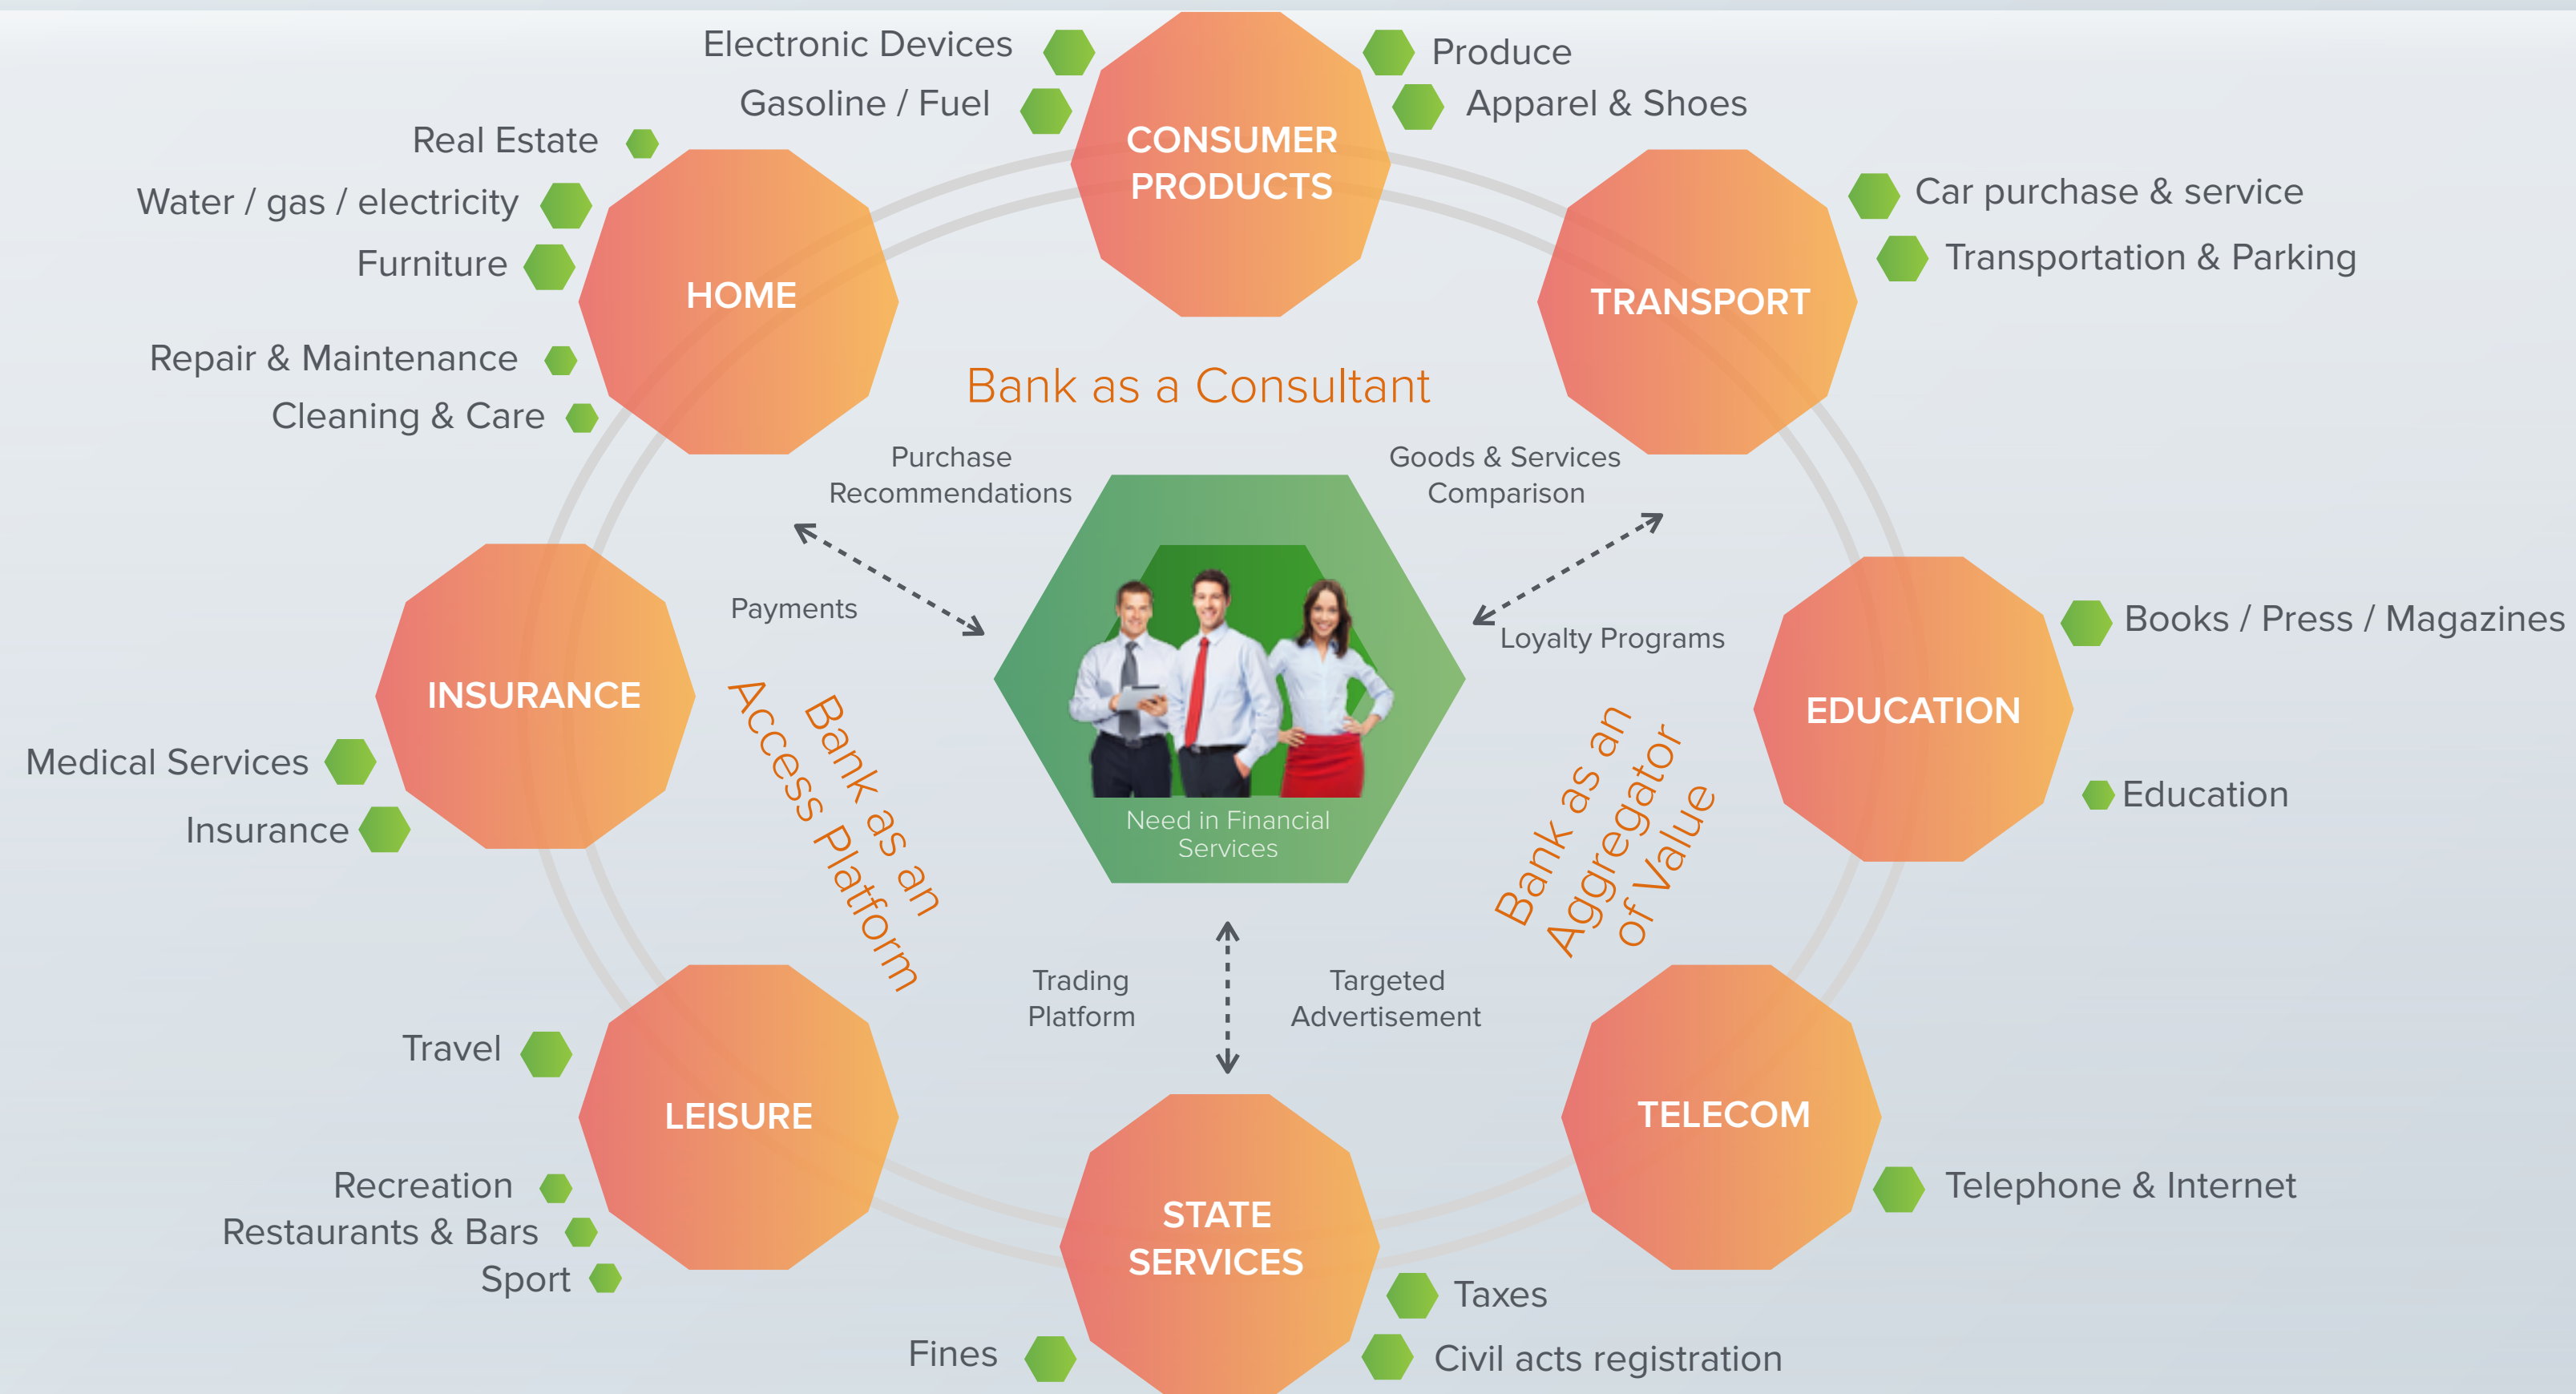 Electronic Devices
Gasoline / Fuel
Produce
Apparel & Shoes
CONSUMER
PRODUCTS
Real Estate
Water / gas / electricity
Furniture
Repair & Maintenance
Cleaning & Care
HOME
TRANSPORT
Car purchase & service
Transportation & Parking
Bank as a Consultant
Purchase
Recommendations
Goods & Services
Comparison
Payments
Loyalty Programs
INSURANCE
Medical Services
Insurance
Bank as an
Access Platform
Need in Financial
Services
Bank as an
Aggregator
of Value
EDUCATION
Books / Press / Magazines
Education
Trading
Platform
Targeted
Advertisement
Travel
LEISURE
Recreation
Restaurants & Bars
Sport
STATE
SERVICES
Fines
Taxes
Civil acts registration
TELECOM
Telephone & Internet